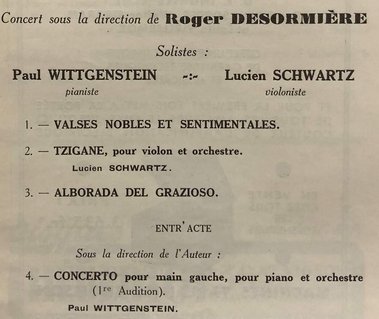 Concert sous la direction de Roger DESORMIÈRE
Solistes :
Paul WITTGENSTEIN -:- Lucien SCHWARTZ
pianiste violoniste
1. — VALSES NOBLES ET SENTIMENTALES.
2. — TZIGANE, pour violon et orchestre.
Lucien SCHWARTZ.
3. — ALBORADA DEL GRAZIOSO.
ENTR'ACTE
Sous la direction de l'Auteur :
4. — CONCERTO pour main gauche, pour piano et orchestre
(1re Audition).
Paul WITTGENSTEIN.